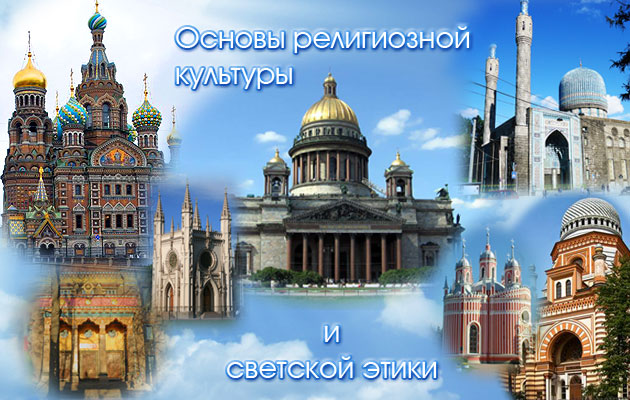 Основы религиозной
культуры
и
светской этики